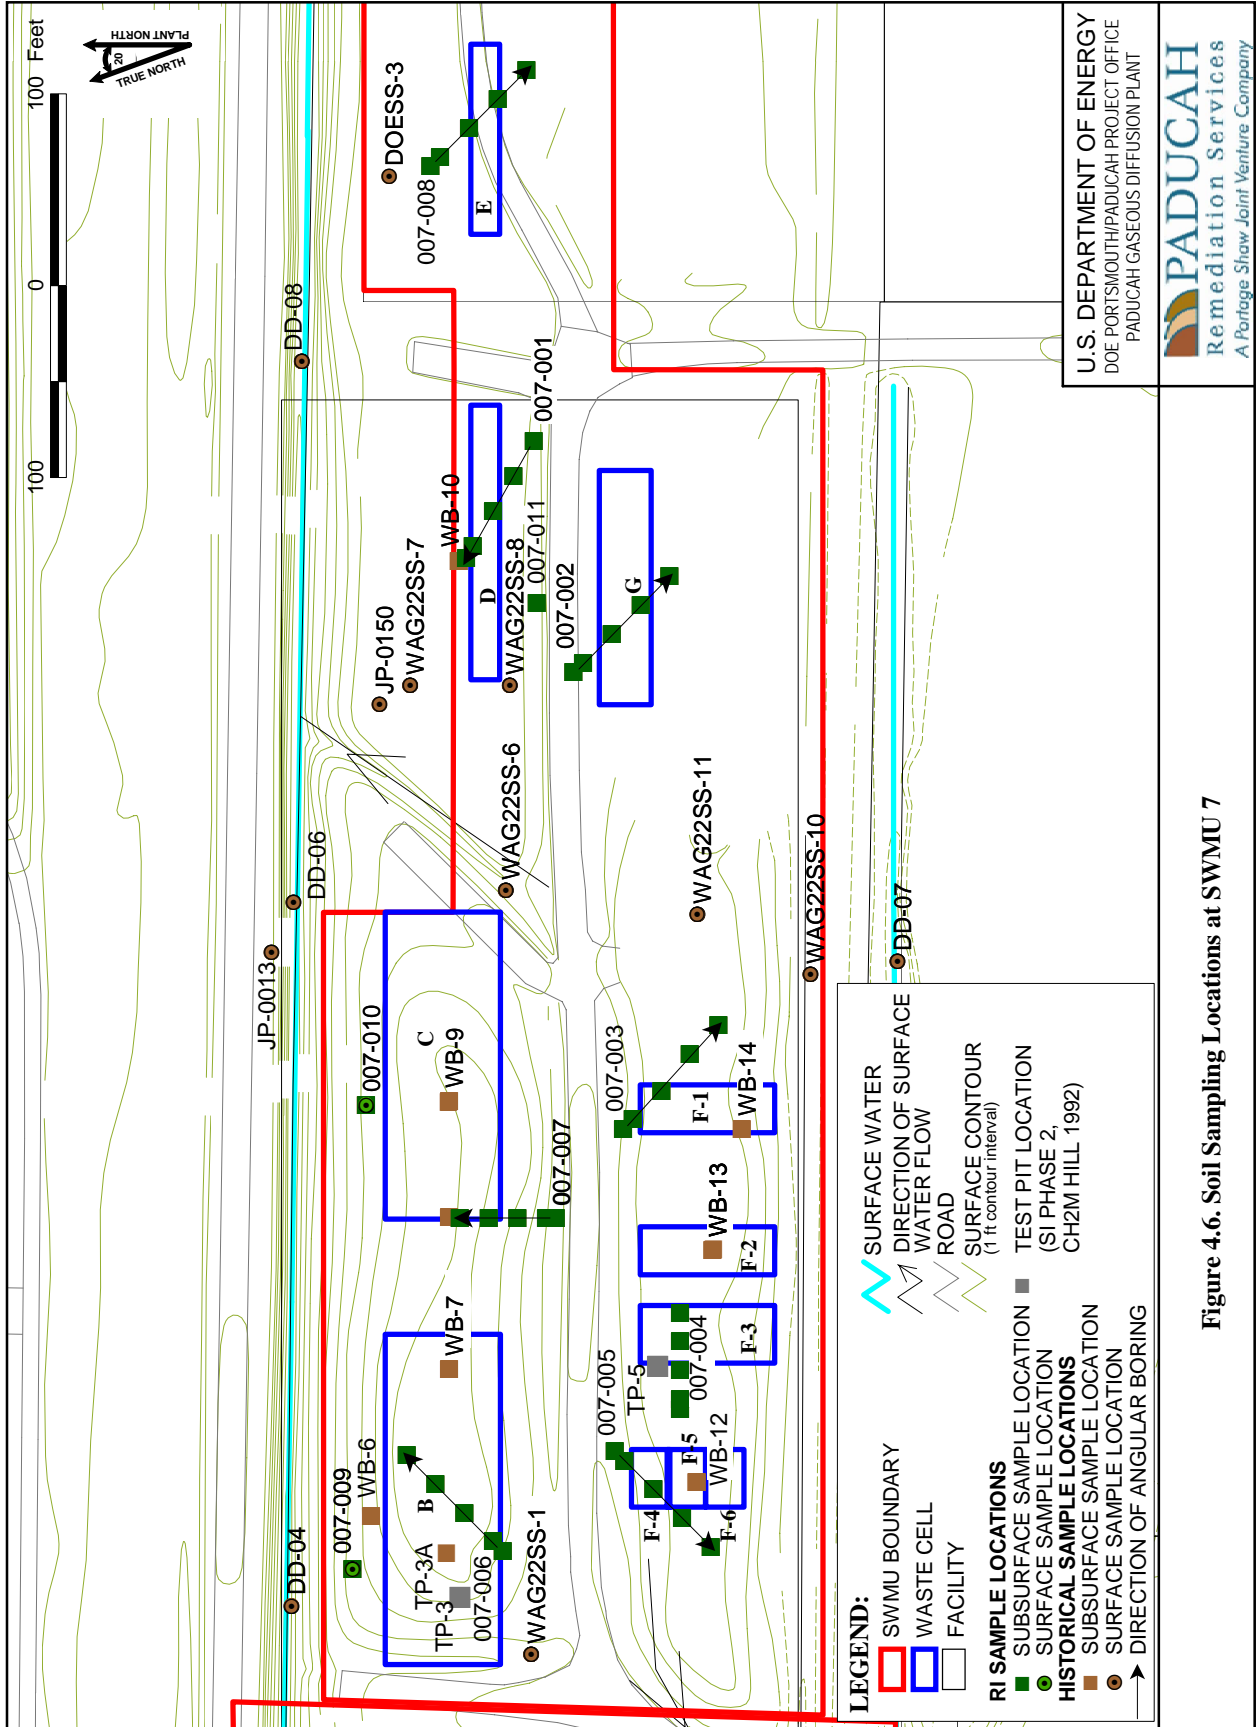 100
0
100 Feet
TRUE NORTH
20
PLANT NORTH
DD-04
JP-0013
DD-06
DD-08
007-009
WB-6
007-010
JP-0150
WAG22SS-7
DOESS-3
TP-3
TP-3A
B
WB-7
C
WB-9
WB-10
007-008
E
007-006
WAG22SS-1
007-007
WAG22SS-6
D
WAG22SS-8
007-011
007-001
007-005
TP-5
007-003
007-002
G
F-4
F-5
F-6
WB-12
007-004
F-3
F-2
WB-13
F-1
WB-14
WAG22SS-11
WAG22SS-10
DD-07
LEGEND:
SWMU BOUNDARY
WASTE CELL
FACILITY
RI SAMPLE LOCATIONS
SUBSURFACE SAMPLE LOCATION
SURFACE SAMPLE LOCATION
HISTORICAL SAMPLE LOCATIONS
SUBSURFACE SAMPLE LOCATION
SURFACE SAMPLE LOCATION
DIRECTION OF ANGULAR BORING
SURFACE WATER
DIRECTION OF SURFACE
WATER FLOW
ROAD
SURFACE CONTOUR
(1 ft contour interval)
TEST PIT LOCATION
(SI PHASE 2,
CH2M HILL 1992)
U.S. DEPARTMENT OF ENERGY
DOE PORTSMOUTH/PADUCAH PROJECT OFFICE
PADUCAH GASEOUS DIFFUSION PLANT
PADUCAH
Remediation Services
A Portage Shaw Joint Venture Company
Figure 4.6. Soil Sampling Locations at SWMU 7